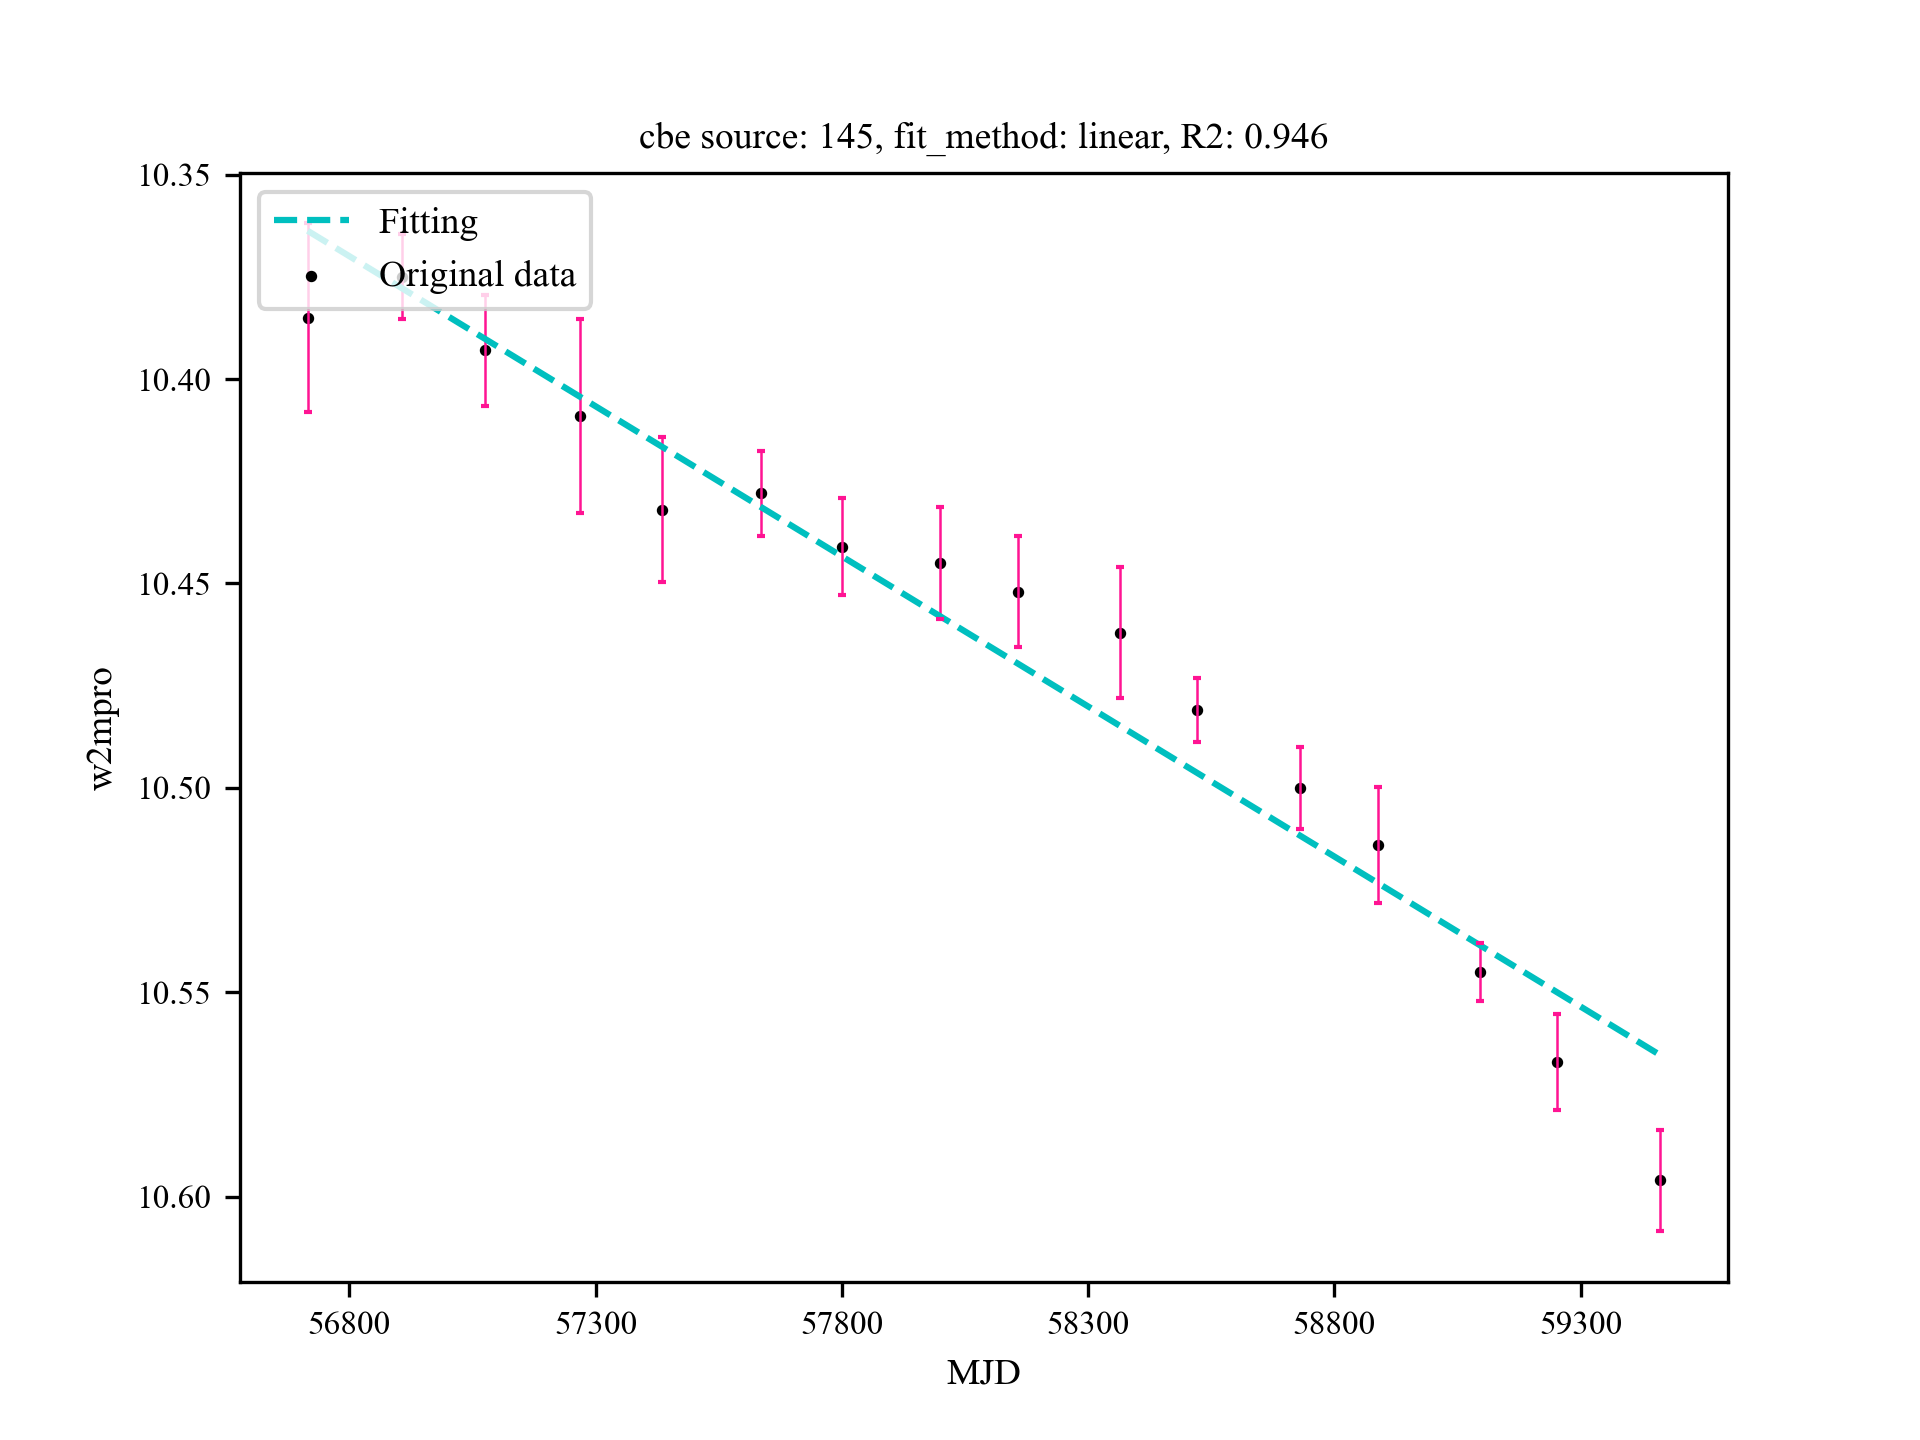 cbe source: 145, fit_method: linear, R2: 0.946
10.35
Fitting
Original data
10.40
10.45
10.50
10.55
10.60
w2mpro
56800 57300 57800 58300 58800 59300
MJD